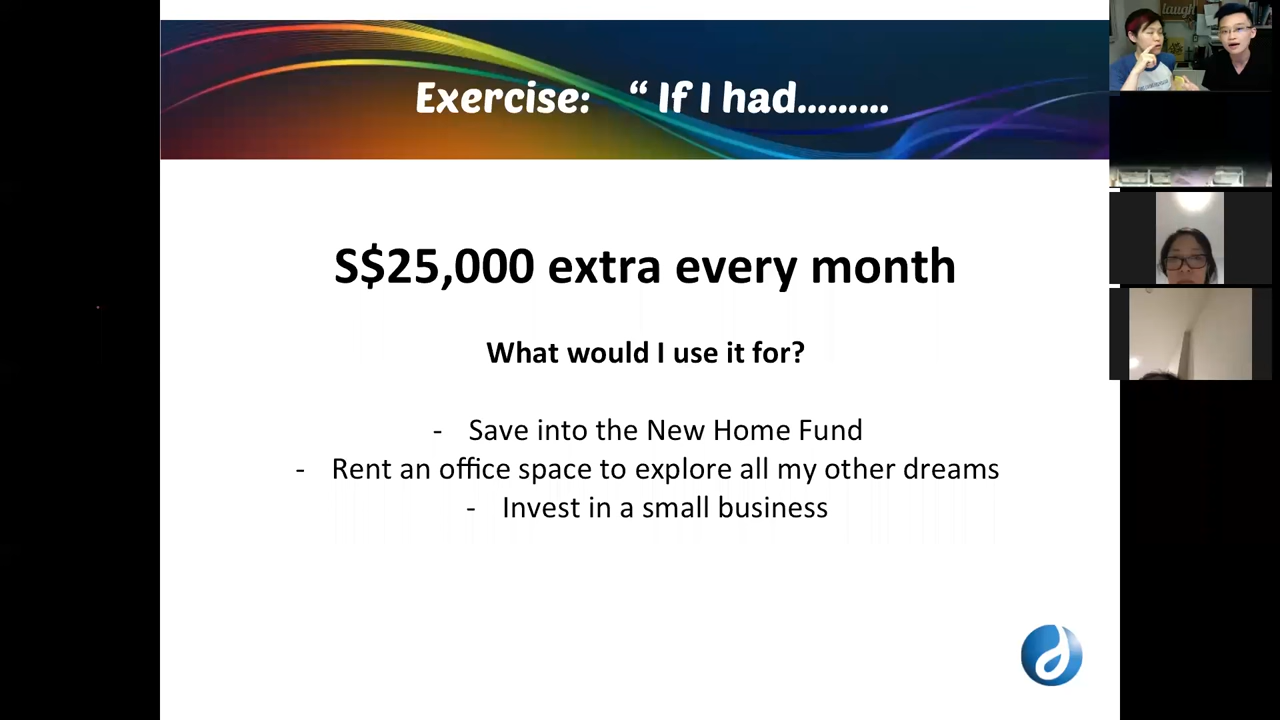 Exercise: “ If I had.........
S$25,000 extra every month
What would I use it for?
- Save into the New Home Fund
- Rent an office space to explore all my other dreams
- Invest in a small business
laugh